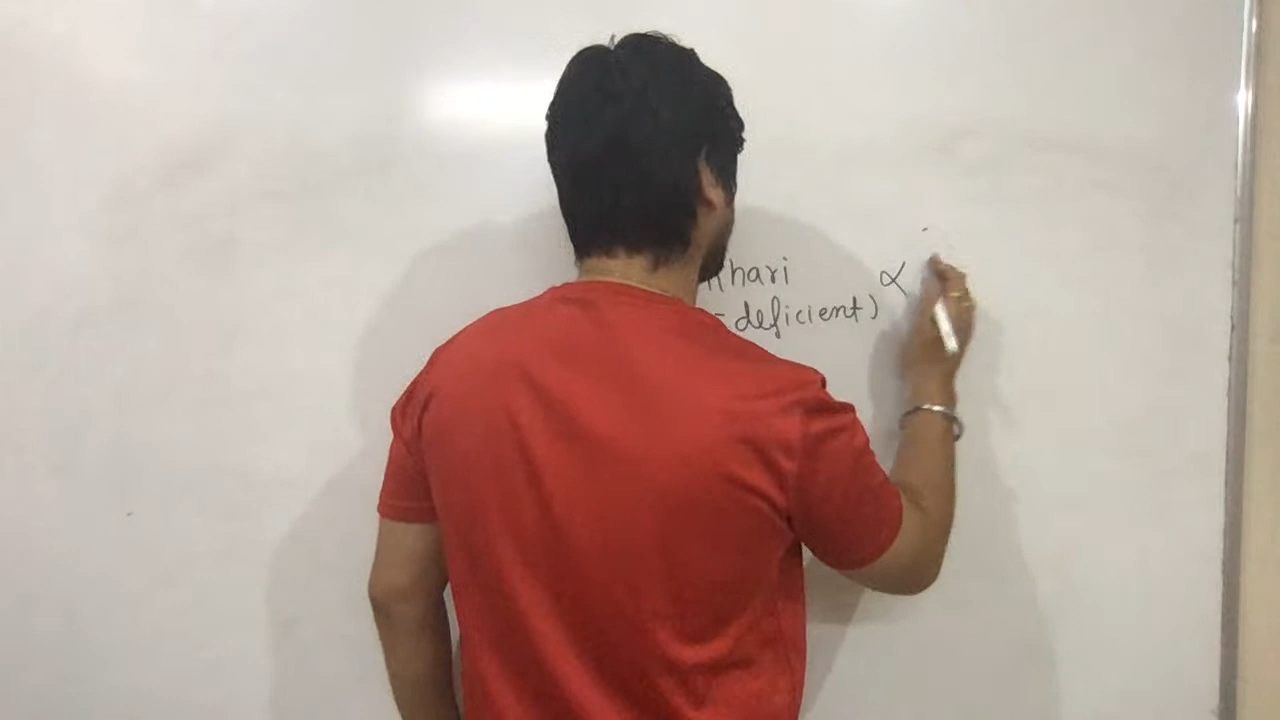 hari ∝
deficient)